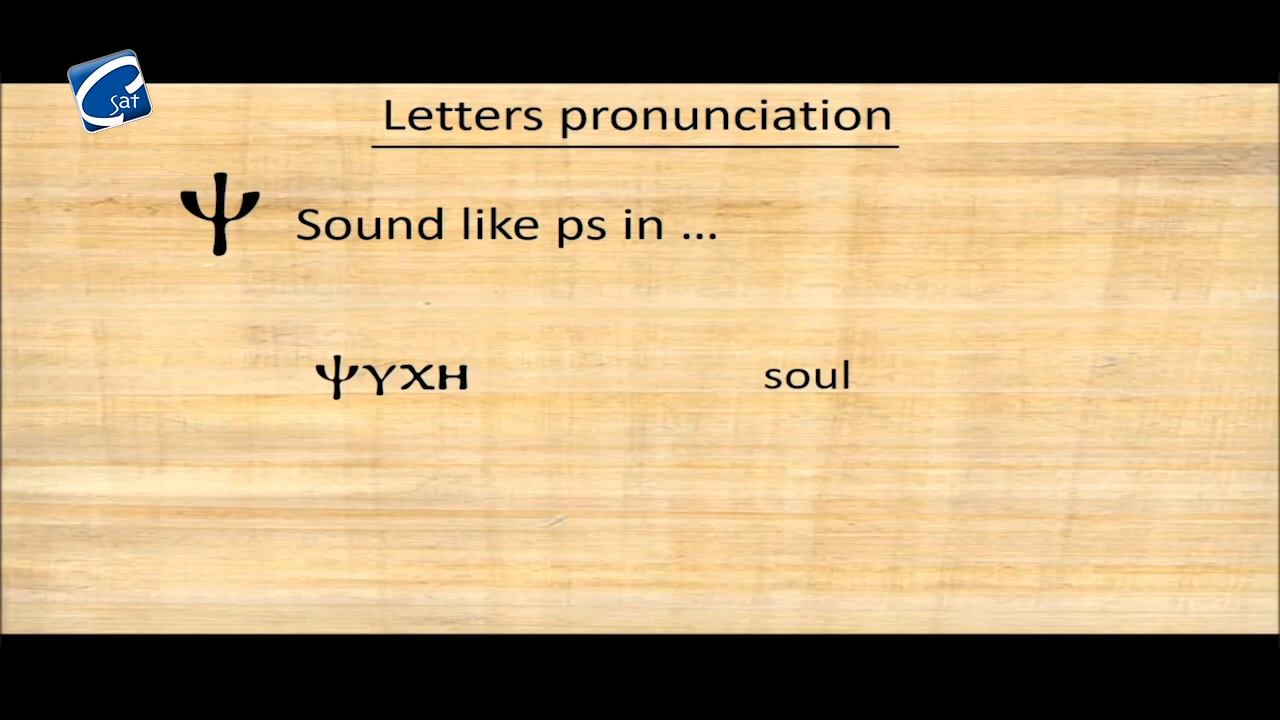 C Sat
Letters pronunciation
Ⲯ Sound like ps in ...
ⲯⲩⲭⲏ soul